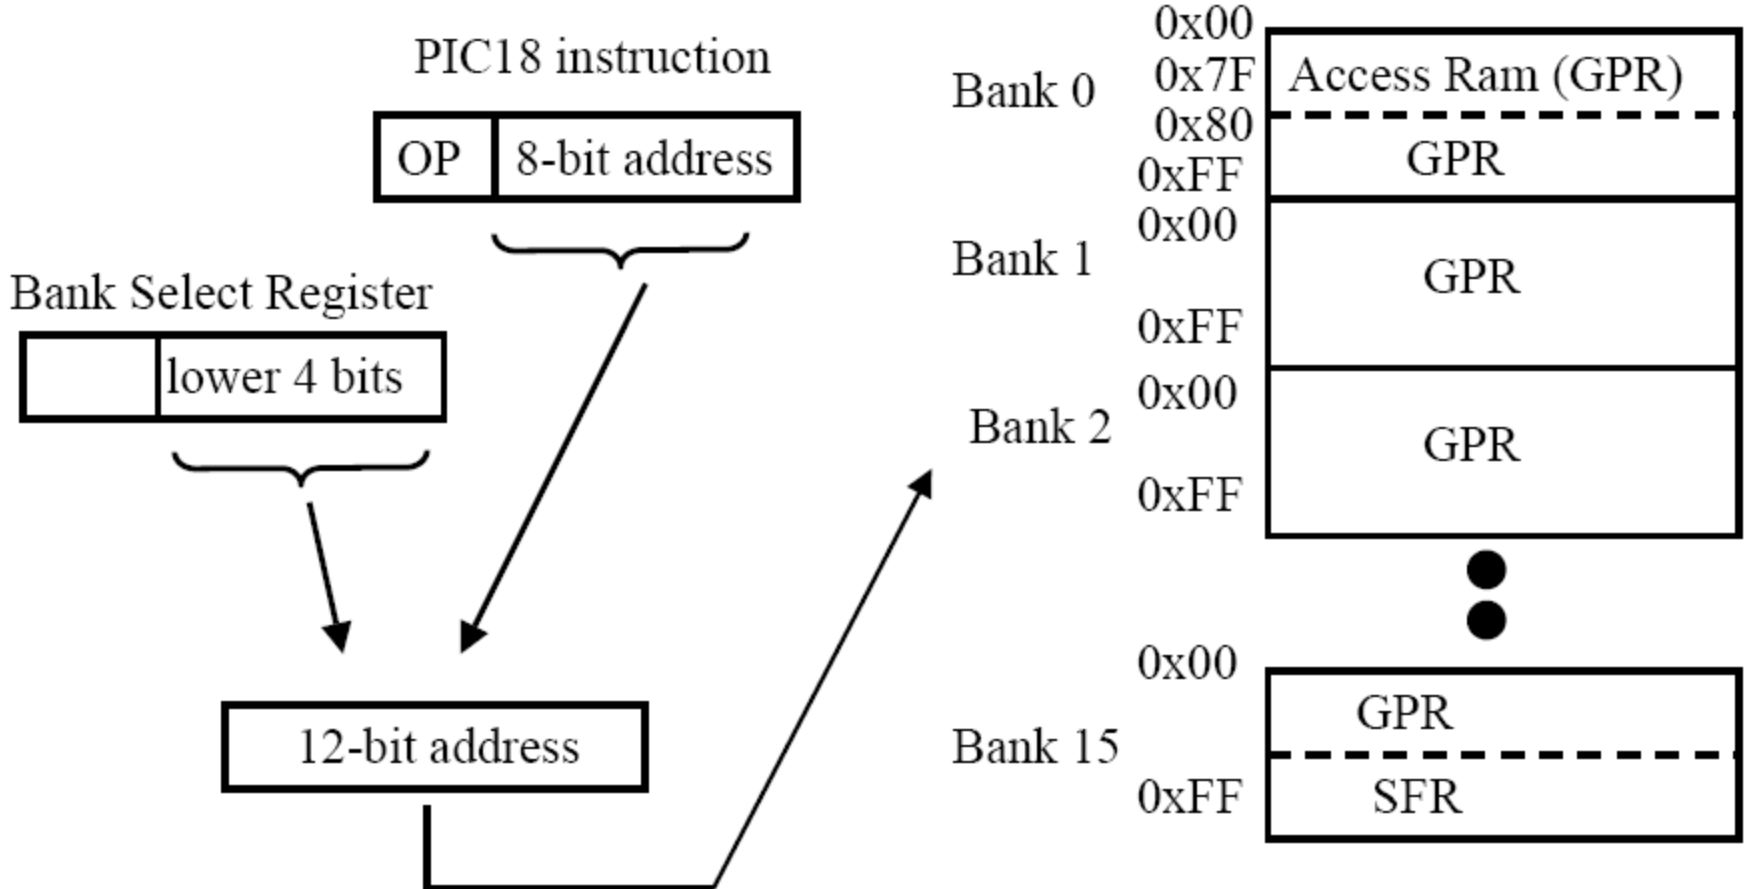 PIC18 instruction
OP
8-bit address
Bank Select Register
lower 4 bits
12-bit address
Bank 0
0x00
0x7F
0x80
0xFF
Access Ram (GPR)
GPR
Bank 1
0x00
0xFF
GPR
Bank 2
0x00
0xFF
GPR
Bank 15
0x00
0xFF
GPR
SFR